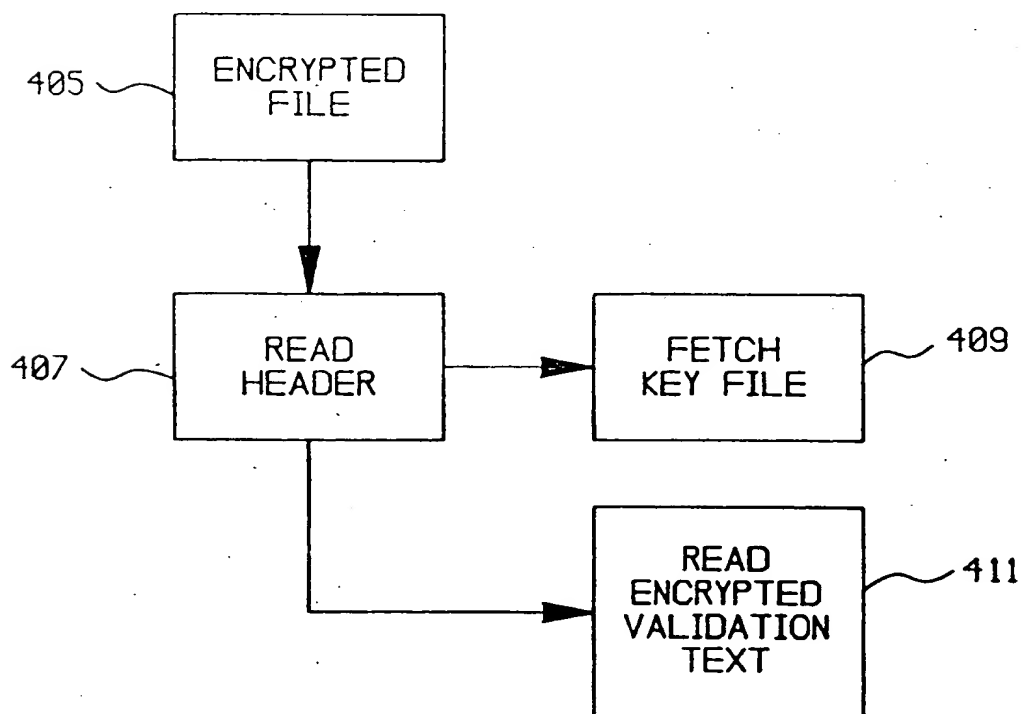 405
ENCRYPTED
FILE
407
READ
HEADER
FETCH
KEY FILE
409
READ
ENCRYPTED
VALIDATION
TEXT
411